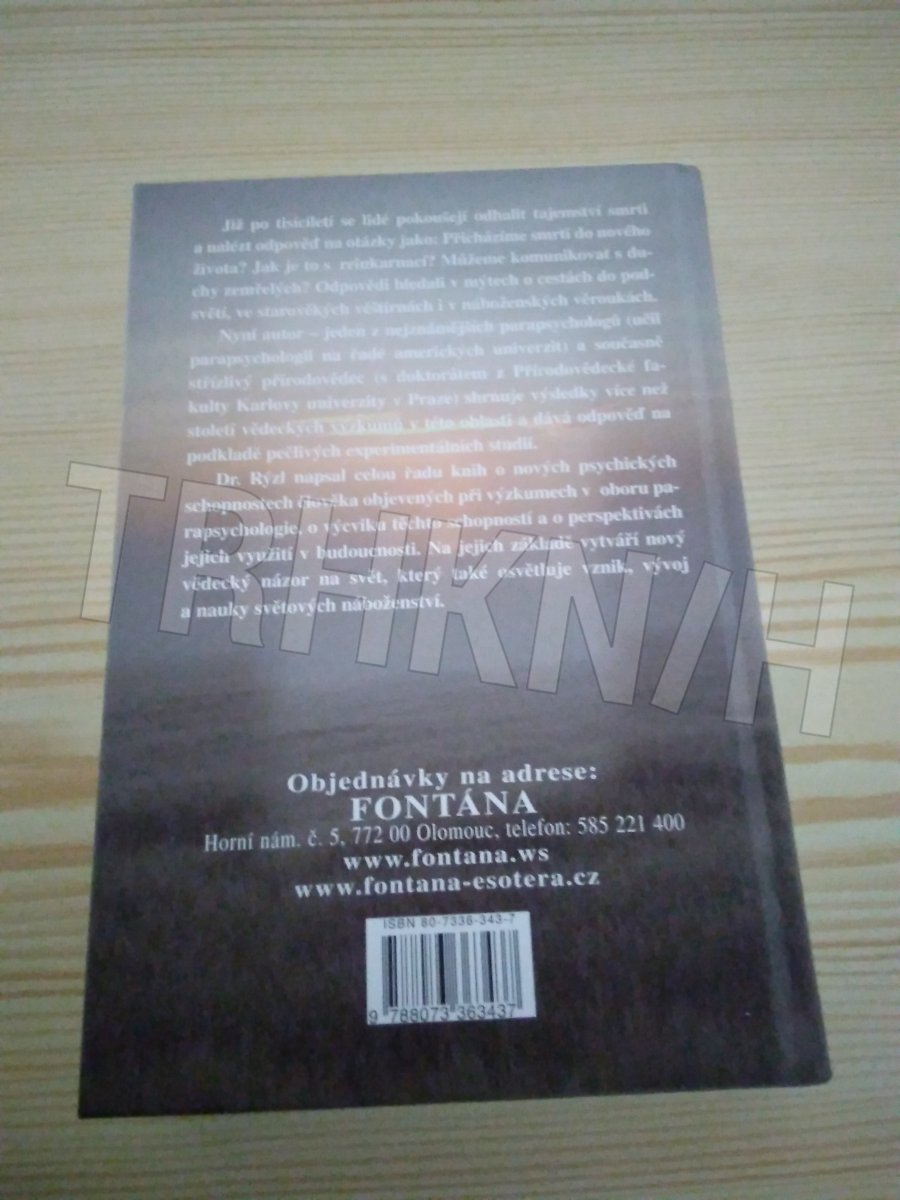 Již po tisíciletí se lidé pokoušejí odhalit tajemství smrti
a nalézt odpověď na otázky jako: Přicházíme smrtí do nového
života? Jak je to s reinkarnací? Můžeme komunikovat s du-
chy zemřelých? Odpovědi hledali v mýtech o cestách do pod-
světí, ve starověkých věštírnách i v náboženských věroukách.
Nyní autor – jeden z nejznámějších parapsychologů (učil
parapsychologii na řadě amerických univerzit) a současně
střízlivý přírodovědec (s doktorátem z Přírodovědecké fa-
kulty Karlovy univerzity v Praze) shrnuje výsledky více než
století vědeckých výzkumů v této oblasti a dává odpověď na
podkladě pečlivých experimentálních studií.
Dr. Rýzl napsal celou řadu knih o nových psychických
schopnostech člověka objevených při výzkumech v oboru pa-
rapsychologie, o výcviku těchto schopností a o perspektivách
jejich využití v budoucnosti. Na jejich základě vytváří nový
vědecký názor na svět, který také osvětluje vznik, vývoj
a nauky světových náboženství.
TRHKNIH
Objednávky na adrese:
FONTÁNA
Horní nám. č. 5, 772 00 Olomouc, telefon: 585 221 400
www.fontana.ws
www.fontana-esotera.cz
ISBN 80-7336-343-7
9 788073 363437